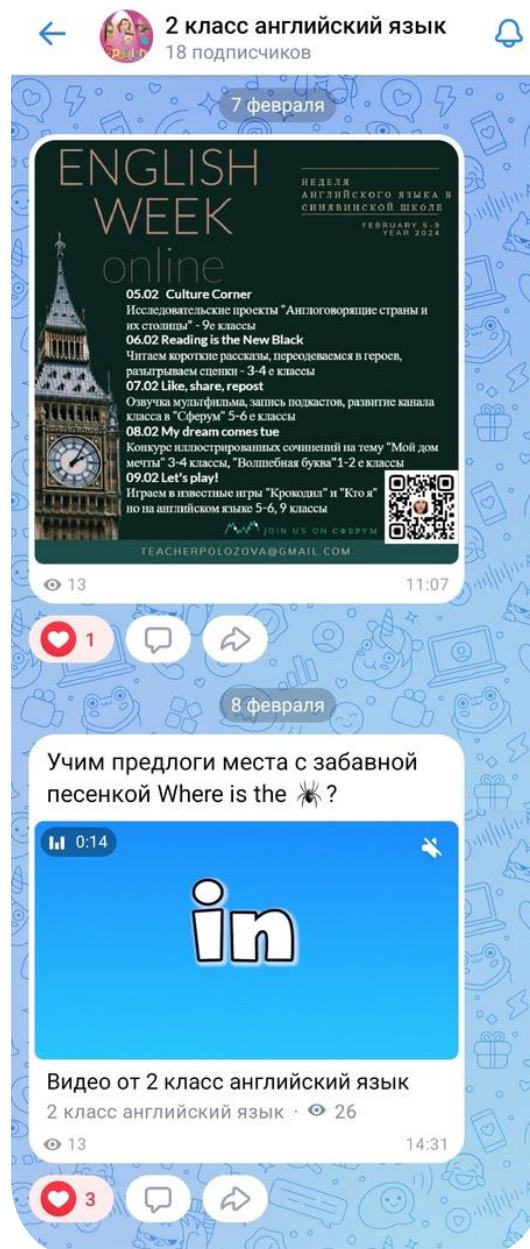 2 класс английский язык
18 подписчиков
7 февраля
ENGLISH
WEEK
online
НЕДЕЛЯ
АНГЛИЙСКОГО ЯЗЫКА В
СИНЯВИНСКОЙ ШКОЛЕ
FEBRUARY 5-9
YEAR 2024
05.02 Culture Corner
Исследовательские проекты "Англоговорящие страны и
их столицы" - 9е классы
06.02 Reading is the New Black
Читаем короткие рассказы, переодеваемся в героев,
разыгрываем сценки - 3-4 е классы
07.02 Like, share, repost
Озвучка мультфильма, запись подкастов, развитие канала
класса в "Сферум" 5-6 е классы
08.02 My dream comes tue
Конкурс иллюстрированных сочинений на тему "Мой дом
мечты" 3-4 классы, "Волшебная буква"1-2 е классы
09.02 Let's play!
Играем в известные игры "Крокодил" и "Кто я"
но на английском языке 5-6, 9 классы
JOIN US ON СФЕРУМ
TEACHERPOLOZOVA@GMAIL.COM
13
11:07
1
8 февраля
Учим предлоги места с забавной
песенкой Where is the 🕷?
0:14
in
Видео от 2 класс английский язык
2 класс английский язык · 26
13
14:31
3